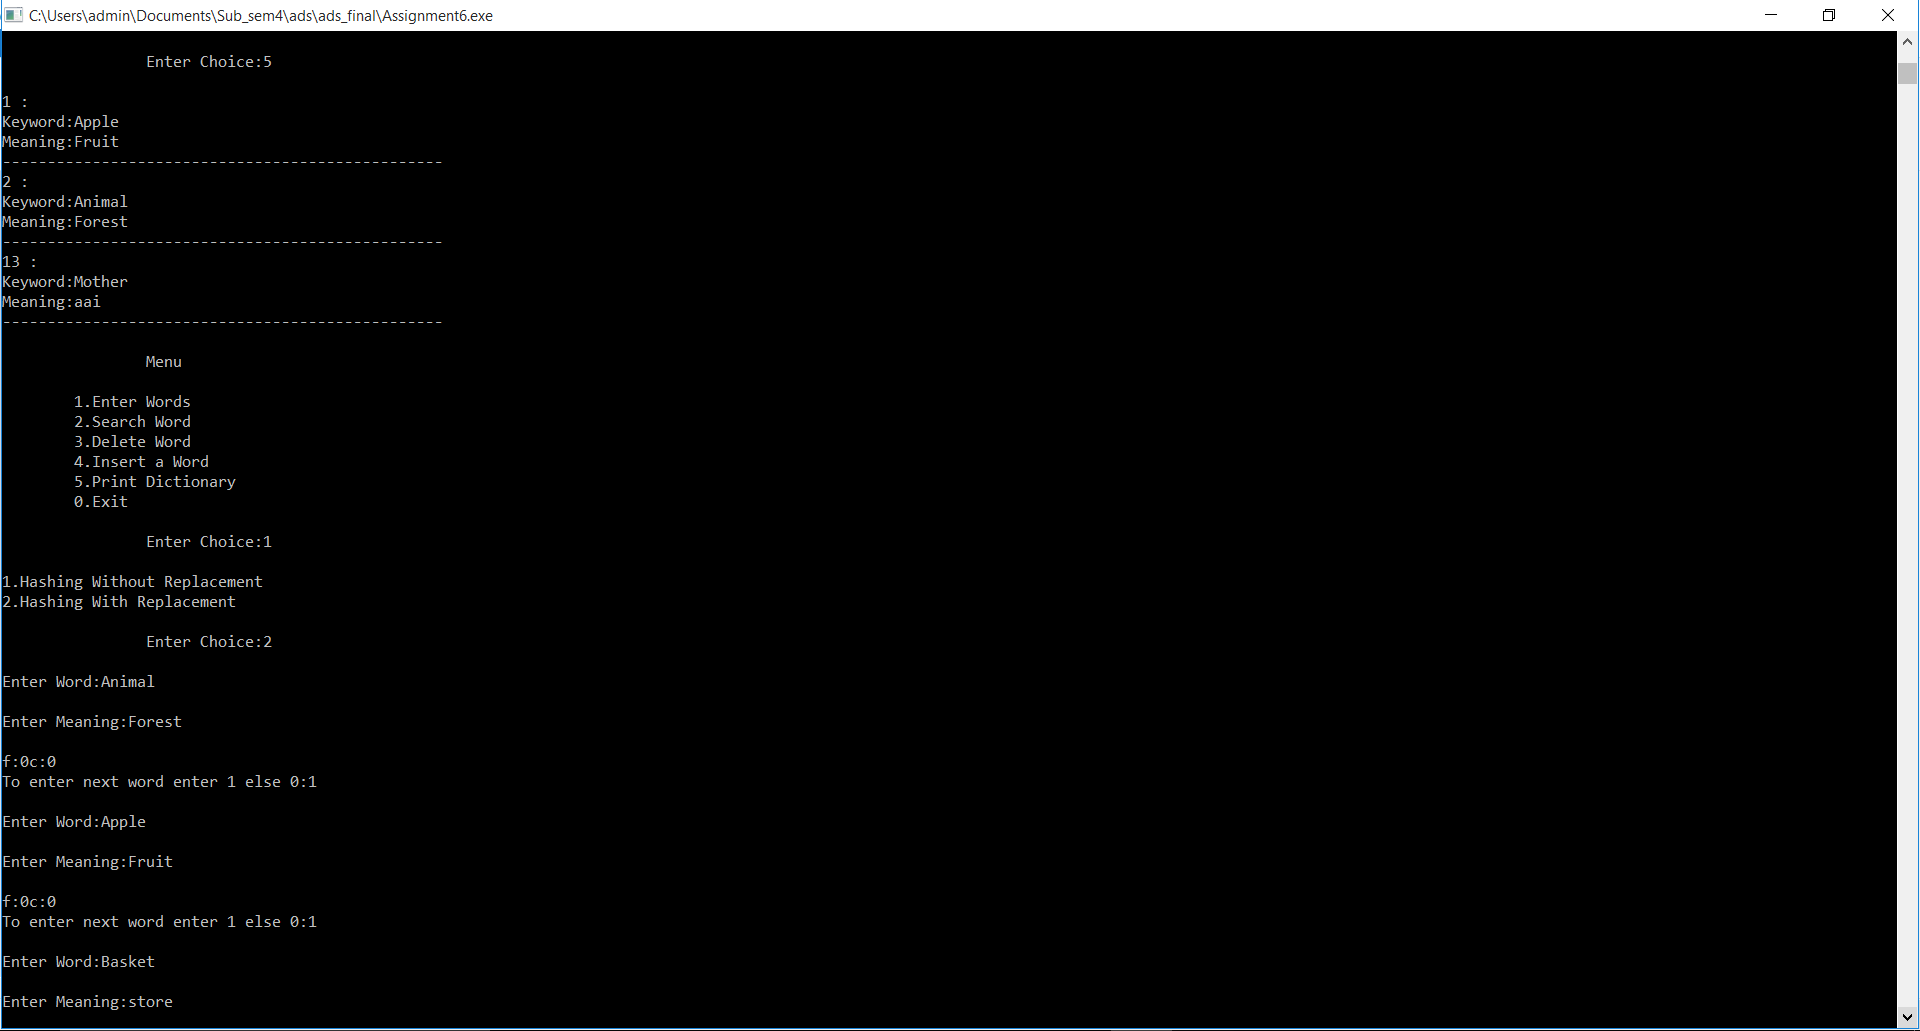 C:\Users\admin\Documents\Sub_sem4\ads\ads_final\Assignment6.exe
Enter Choice:5
1 :
Keyword:Apple
Meaning:Fruit
-------------------------------------------------
2 :
Keyword:Animal
Meaning:Forest
-------------------------------------------------
13 :
Keyword:Mother
Meaning:aai
-------------------------------------------------
Menu
1.Enter Words
2.Search Word
3.Delete Word
4.Insert a Word
5.Print Dictionary
0.Exit
Enter Choice:1
1.Hashing Without Replacement
2.Hashing With Replacement
Enter Choice:2
Enter Word:Animal
Enter Meaning:Forest
f:0c:0
To enter next word enter 1 else 0:1
Enter Word:Apple
Enter Meaning:Fruit
f:0c:0
To enter next word enter 1 else 0:1
Enter Word:Basket
Enter Meaning:store